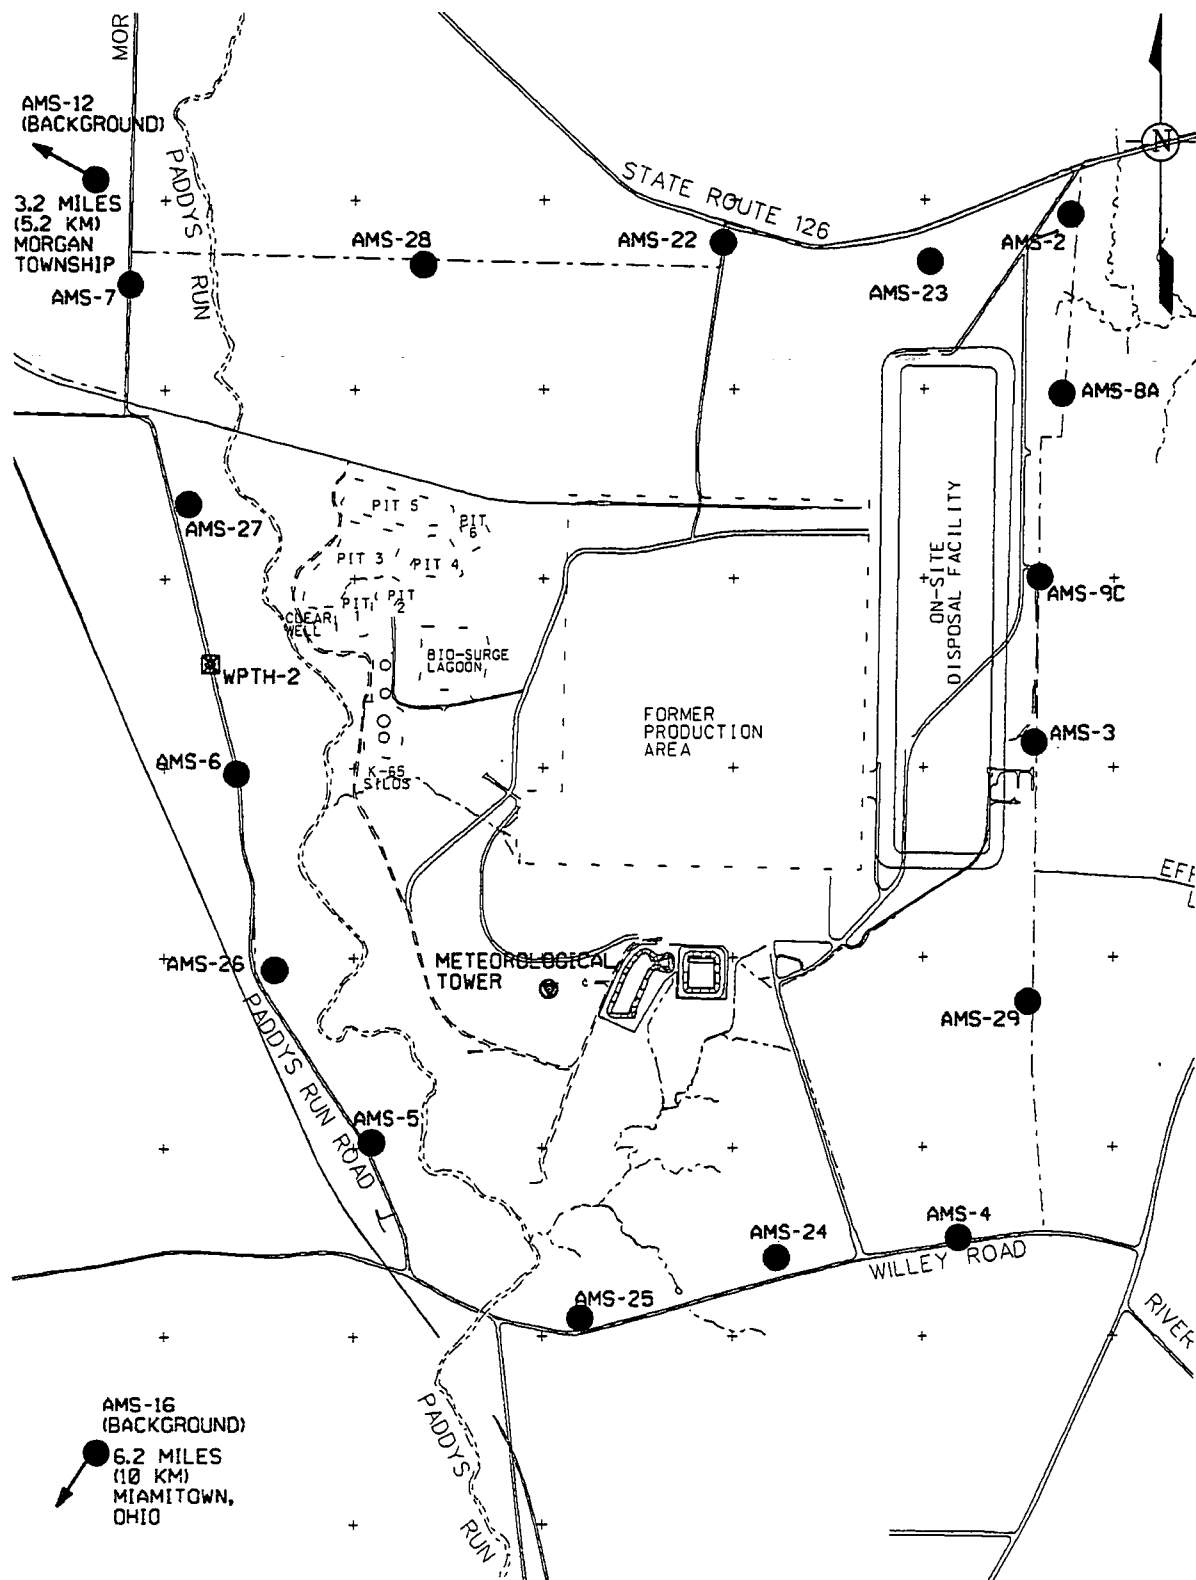 MOR
AMS-12
(BACKGROUND)
3.2 MILES
(5.2 KM)
MORGAN
TOWNSHIP
AMS-7
PADDYS
RUN
AMS-28
STATE ROUTE 126
AMS-22
AMS-23
AMS-2
N
AMS-8A
AMS-27
PIT 5
PIT
6
PIT 3
PIT 4
PIT
1
PIT
2
CLEAR
WELL
BIO-SURGE
LAGOON
WPTH-2
K-65
SILOS
AMS-6
FORMER
PRODUCTION
AREA
ON-SITE
DISPOSAL FACILITY
AMS-9C
AMS-3
EFF
L
AMS-26
METEOROLOGICAL
TOWER
AMS-29
PADDYS RUN ROAD
AMS-5
AMS-24
AMS-4
WILLEY ROAD
AMS-25
RIVER
PADDYS
RUN
AMS-16
(BACKGROUND)
6.2 MILES
(10 KM)
MIAMITOWN,
OHIO